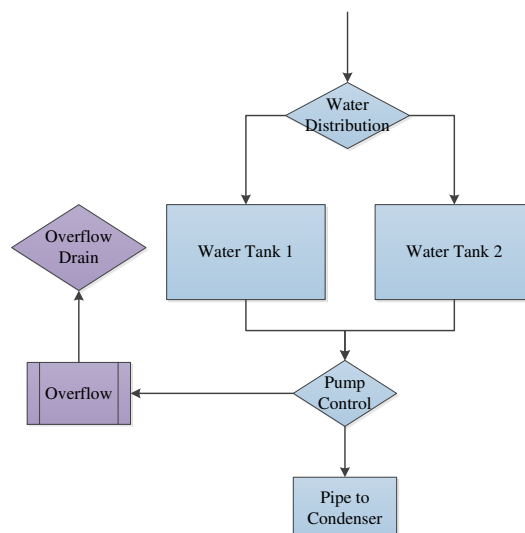 Water
Distribution
Water Tank 1
Water Tank 2
Overflow
Drain
Overflow
Pump
Control
Pipe to
Condenser